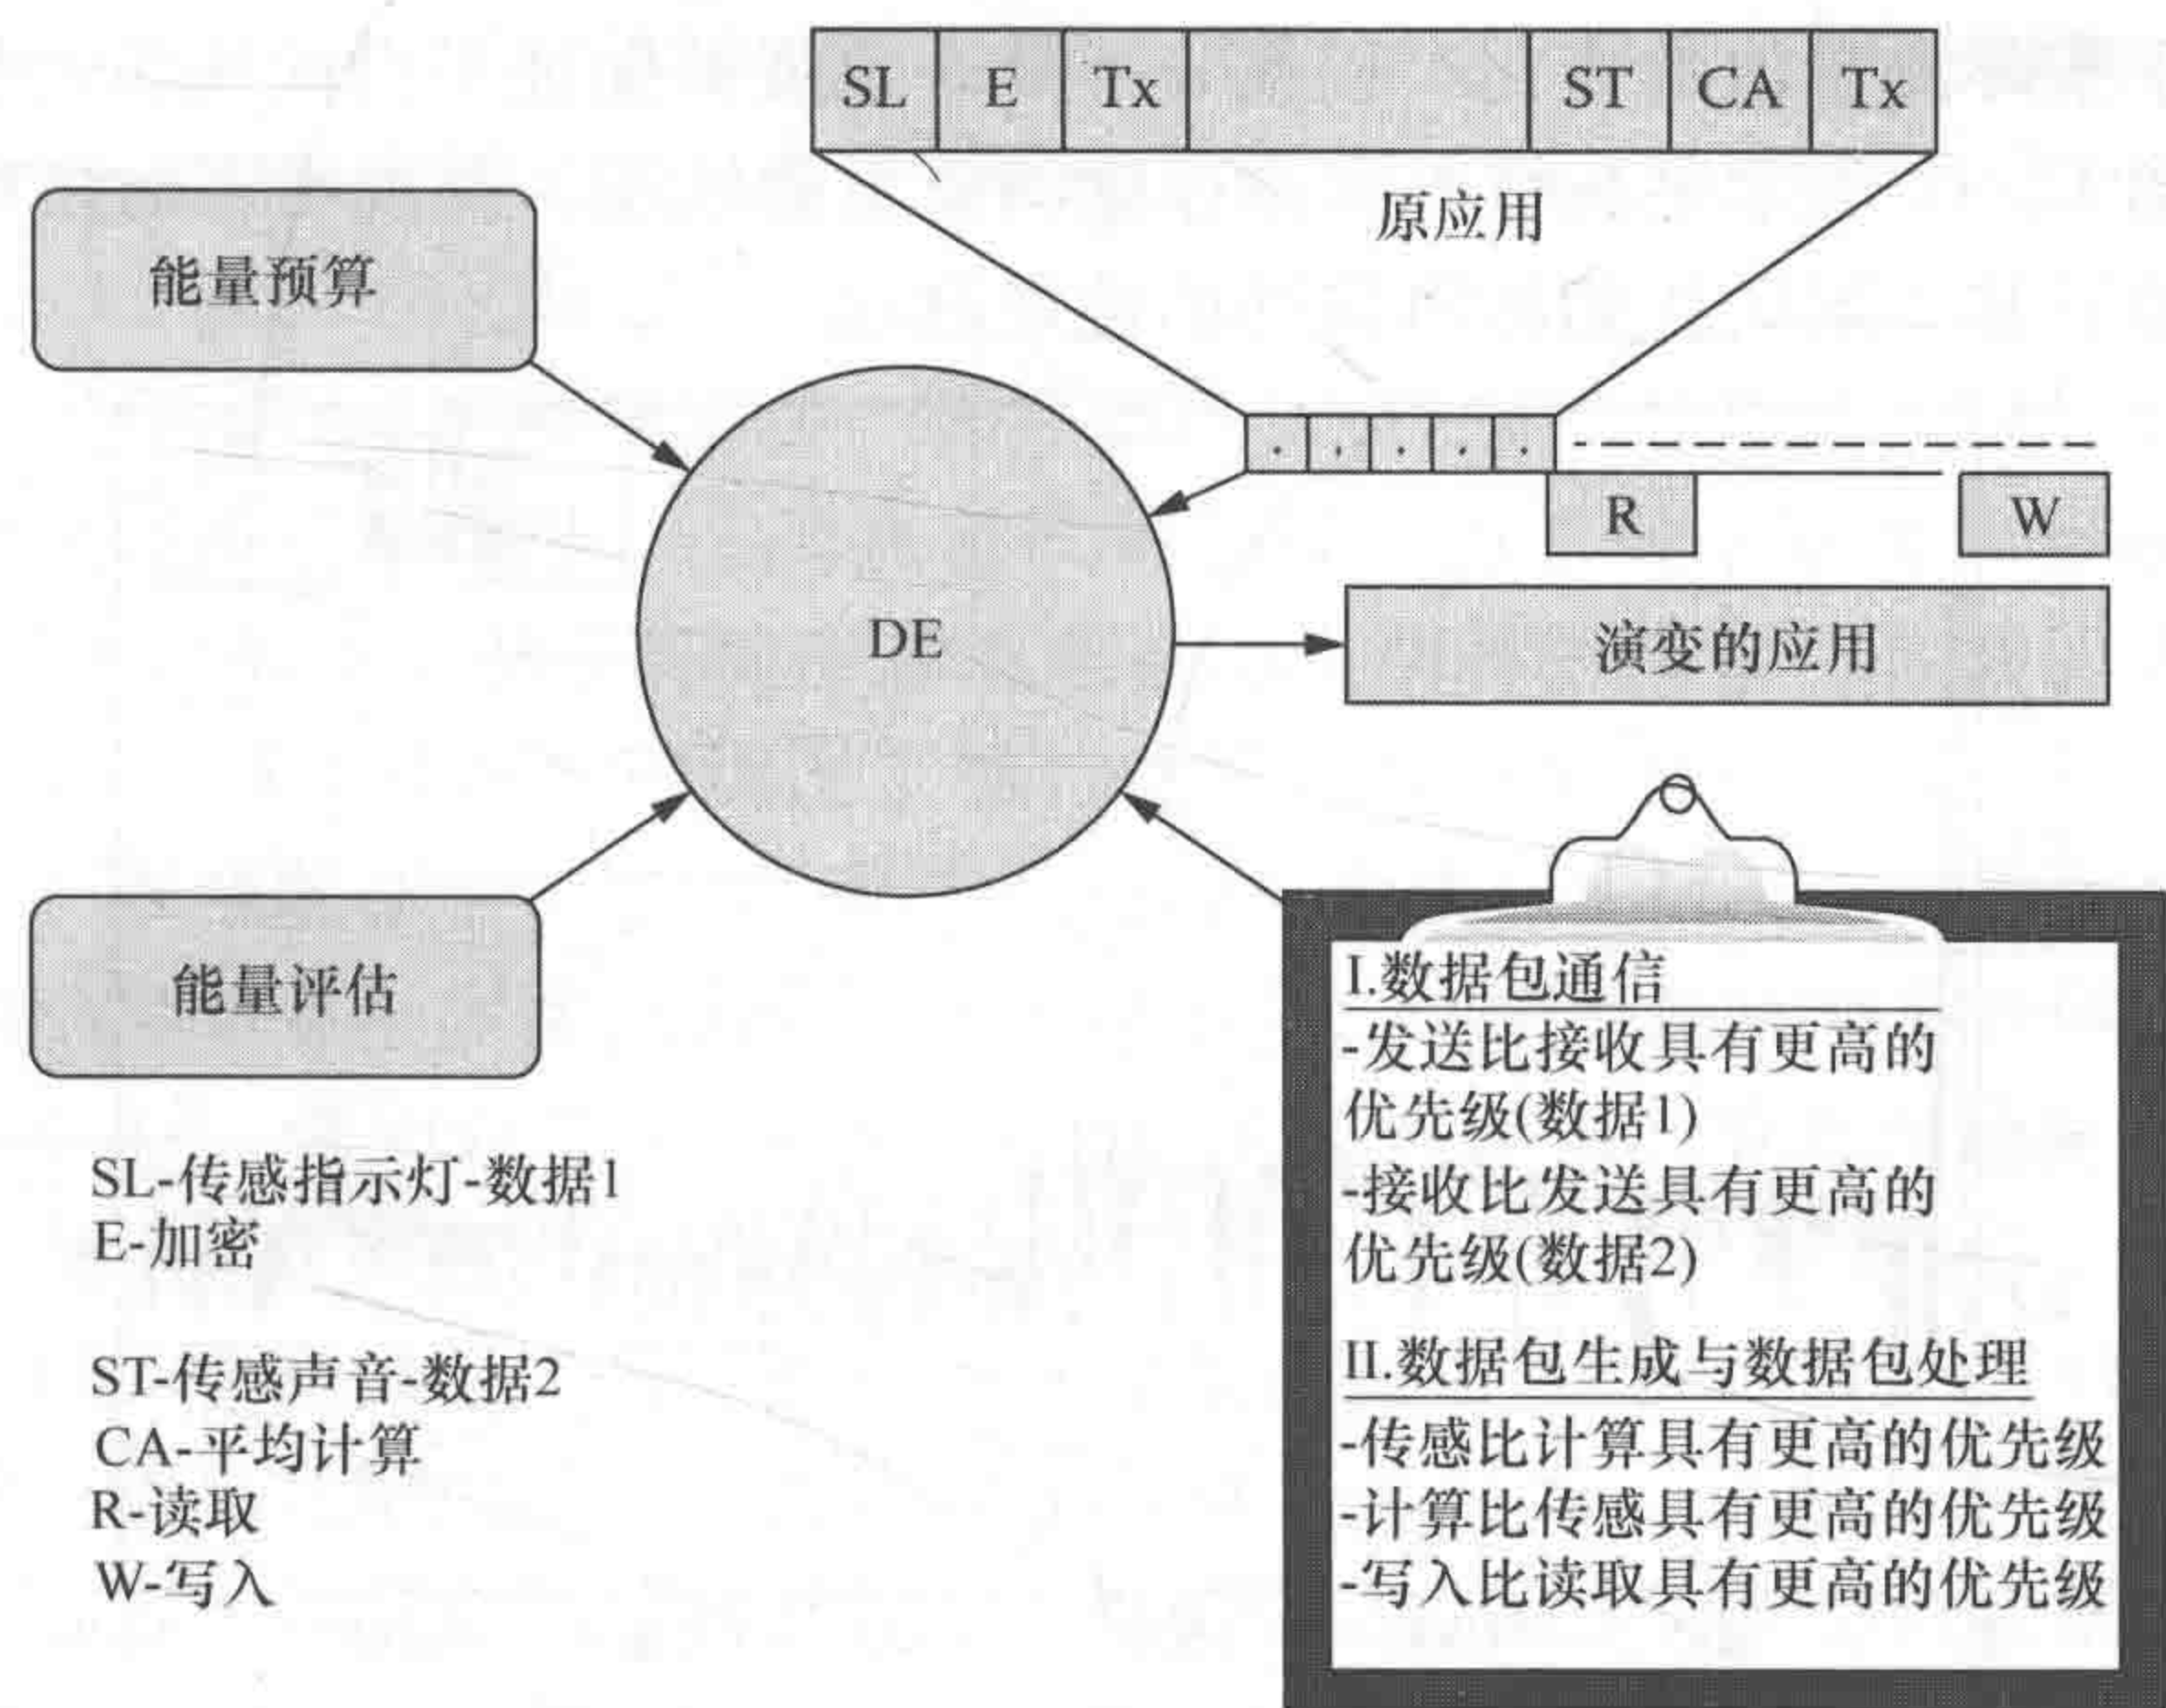 SL E Tx ST CA Tx
原应用
能量预算
R W
DE
演变的应用
能量评估
SL-传感指示灯-数据1
E-加密
ST-传感声音-数据2
CA-平均计算
R-读取
W-写入
I.数据包通信
-发送比接收具有更高的
优先级(数据1)
-接收比发送具有更高的
优先级(数据2)
II.数据包生成与数据包处理
-传感比计算具有更高的优先级
-计算比传感具有更高的优先级
-写入比读取具有更高的优先级